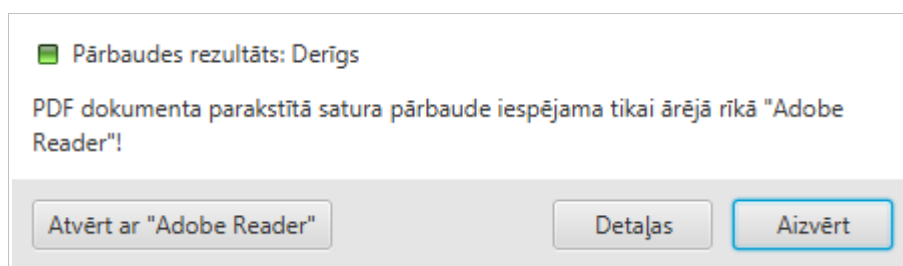 Pārbaudes rezultāts: Derīgs
PDF dokumenta parakstītā satura pārbaude iespējama tikai ārējā rīkā "Adobe
Reader"!
Atvērt ar "Adobe Reader" Detaļas Aizvērt